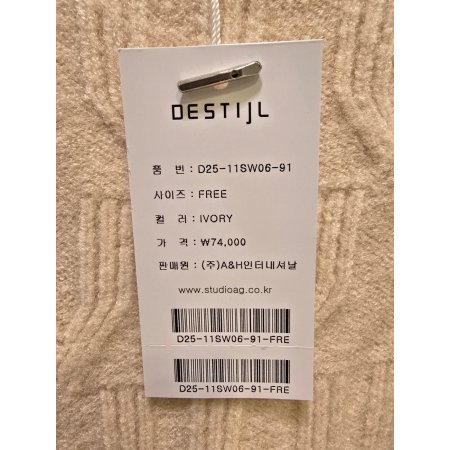 DESTIJL
품 번 : D25-11SW06-91
사이즈 : FREE
컬 러 : IVORY
가 격 : ₩74,000
판매원 : (주)A&H인터내셔날
www.studioag.co.kr
D25-11SW06-91-FRE
D25-11SW06-91-FRE